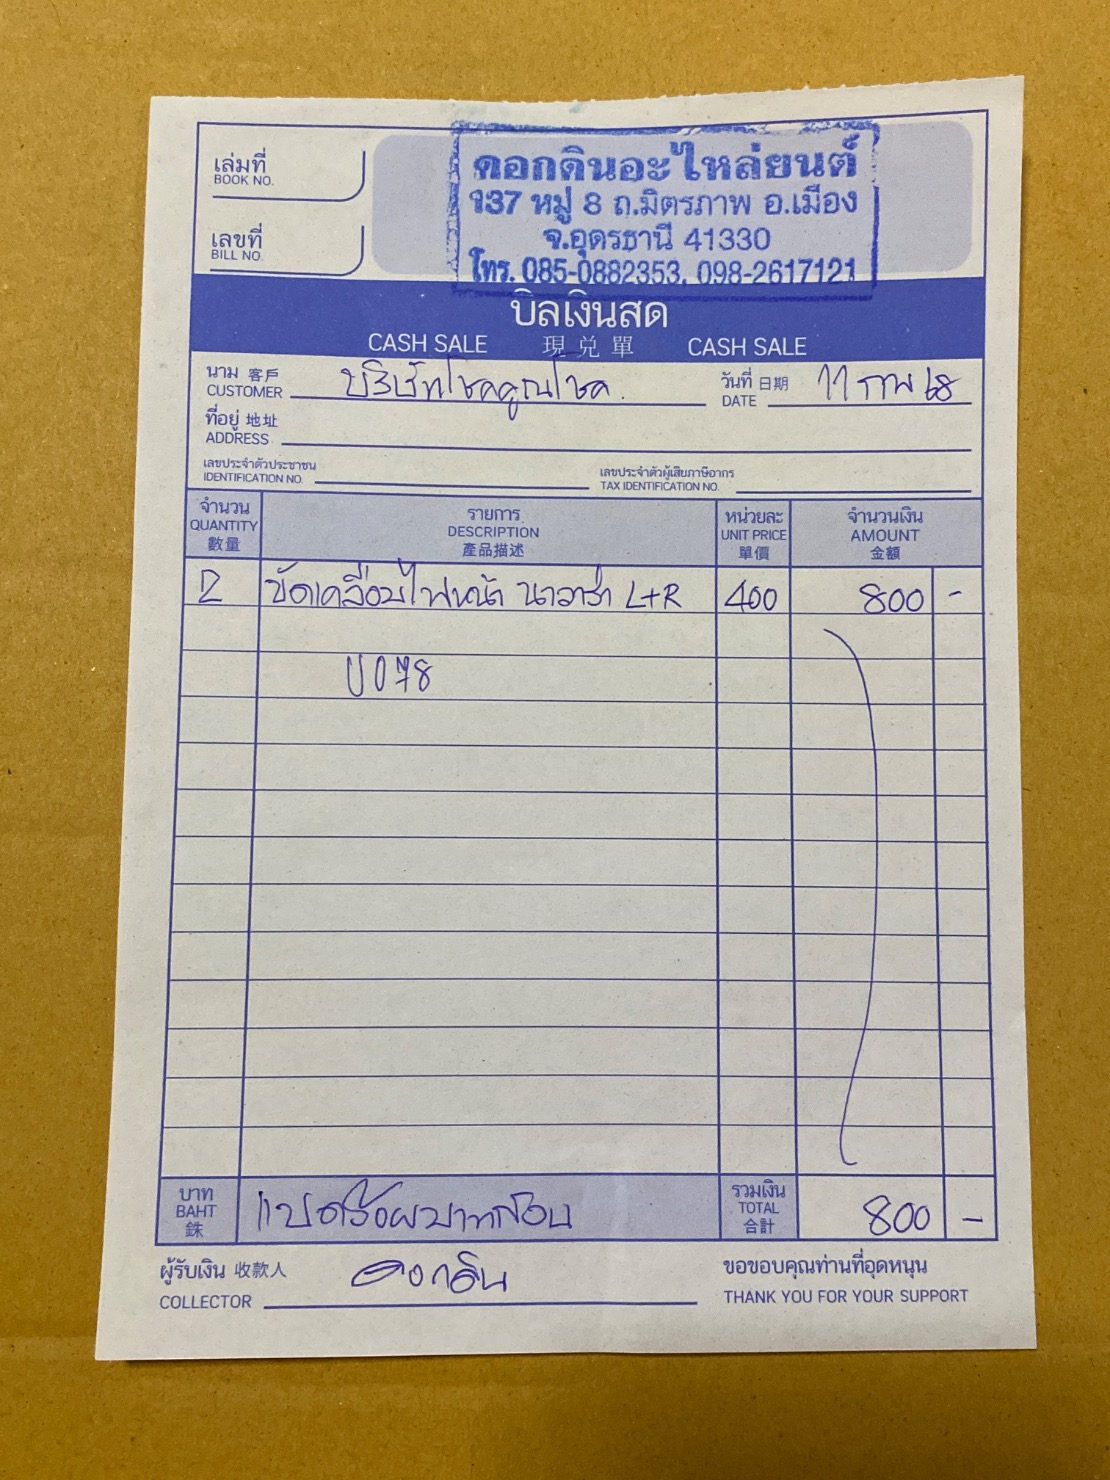 เล่มที่
BOOK NO.
เลขที่
BILL NO.
ดอกดินอะไหล่ยนต์
137 หมู่ 8 ถ.มิตรภาพ อ.เมือง
จ.อุดรธานี 41330
โทร. 085-0882353, 098-2617121
บิลเงินสด
CASH SALE 現兑單 CASH SALE
นาม 客戶 บริษัทโชคคูณโชค วันที่ 日期 11 กพ 68
CUSTOMER DATE
ที่อยู่ 地址
ADDRESS
เลขประจำตัวประชาชน เลขประจำตัวผู้เสียภาษีอากร
IDENTIFICATION NO. TAX IDENTIFICATION NO.
จำนวน รายการ หน่วยละ จำนวนเงิน
QUANTITY DESCRIPTION UNIT PRICE AMOUNT
數量 產品描述 單價 金額
2 ขัดเคลือบไฟหน้า นาวาร่า L+R 400 800 -
U078
บาท แปดร้อยบาทถ้วน รวมเงิน
BAHT TOTAL 800 -
銖 合計
ผู้รับเงิน 收款人 ดอกดิน ขอขอบคุณท่านที่อุดหนุน
COLLECTOR THANK YOU FOR YOUR SUPPORT